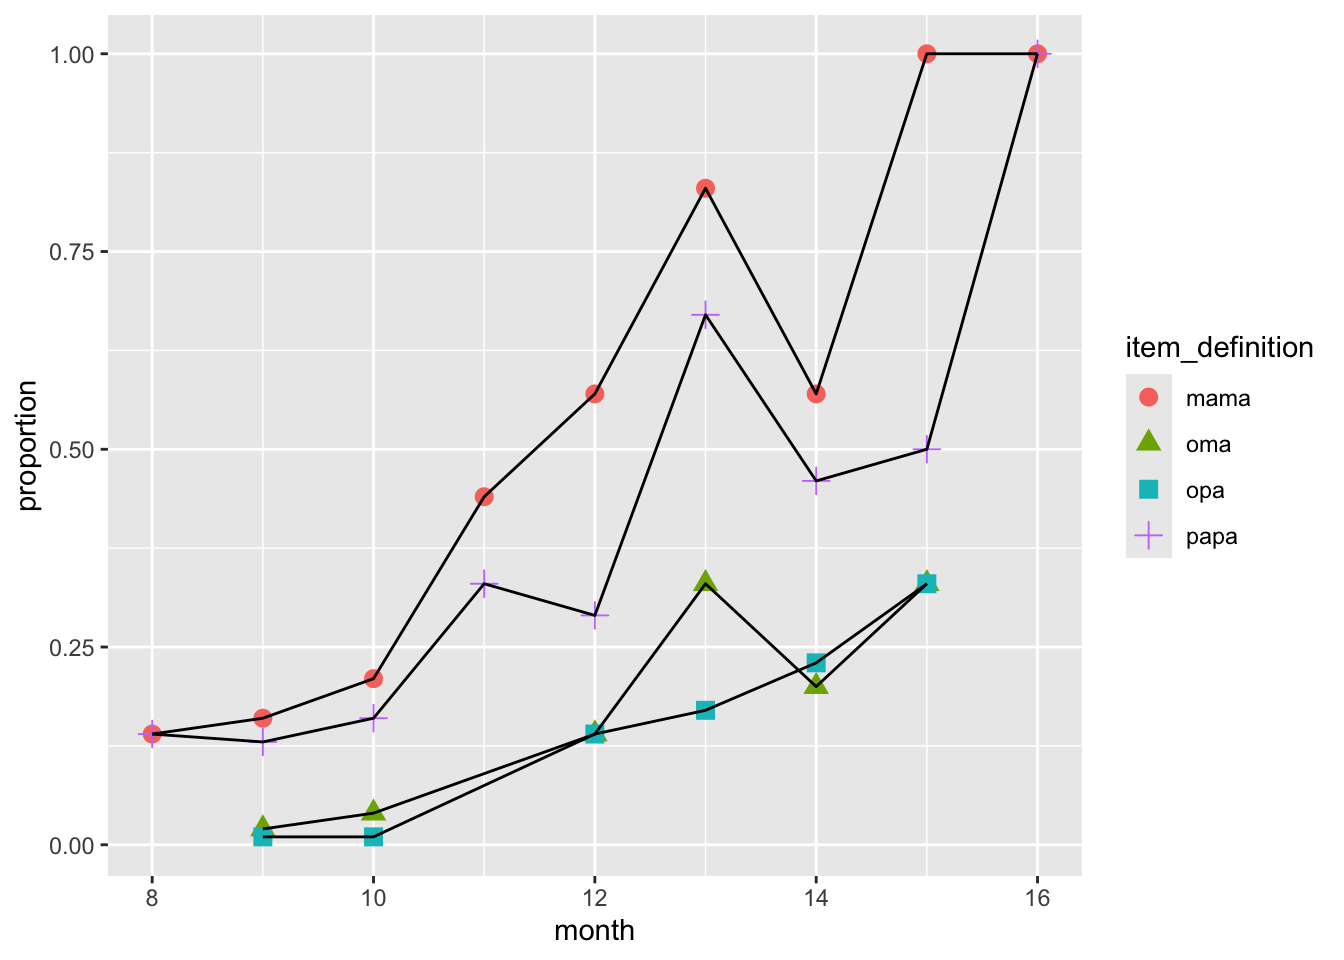 1.00
0.75
0.50
0.25
0.00
proportion
8 10 12 14 16
month
item_definition
mama
oma
opa
papa